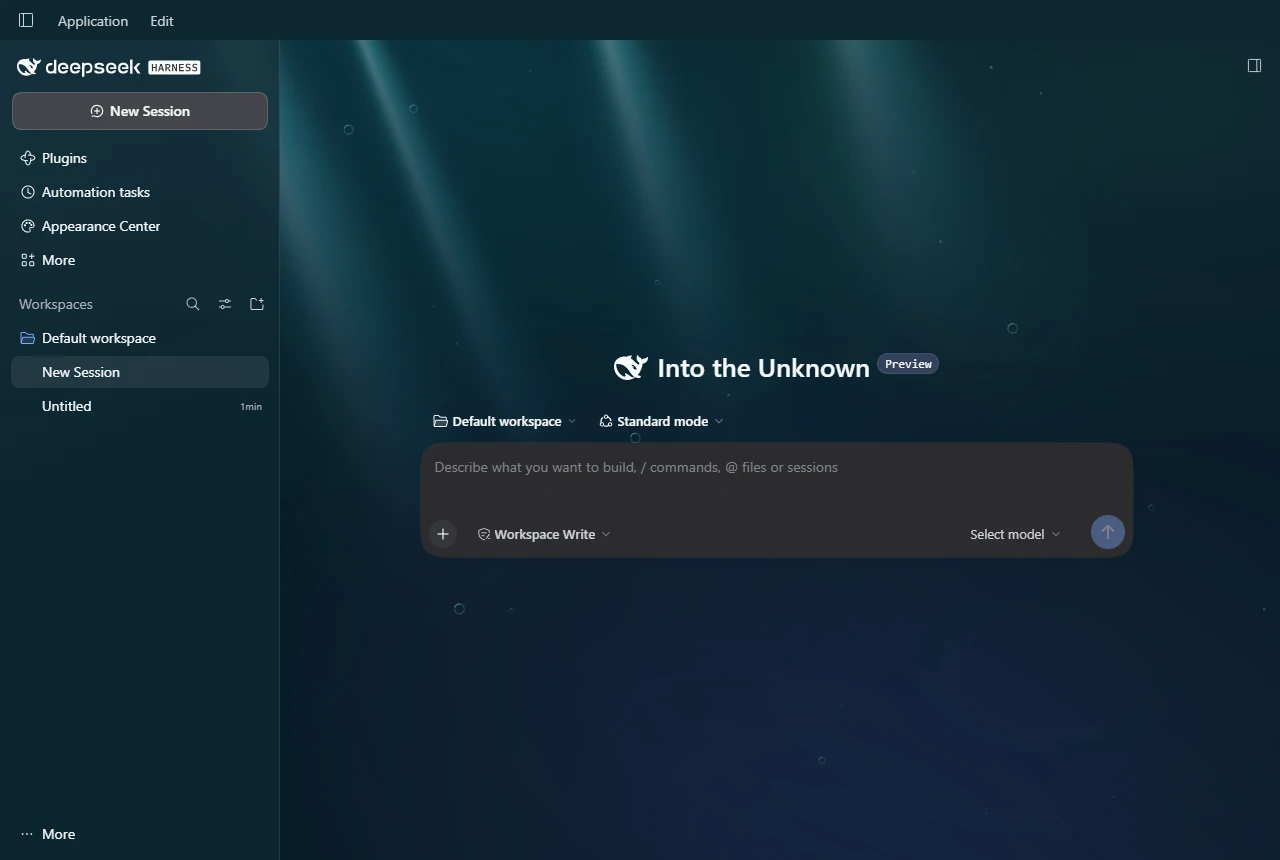 Application Edit
deepseek HARNESS
New Session
Plugins
Automation tasks
Appearance Center
More
Workspaces
Default workspace
New Session
Untitled 1min
More
Into the Unknown Preview
Default workspace Standard mode
Describe what you want to build, / commands, @ files or sessions
Workspace Write Select model